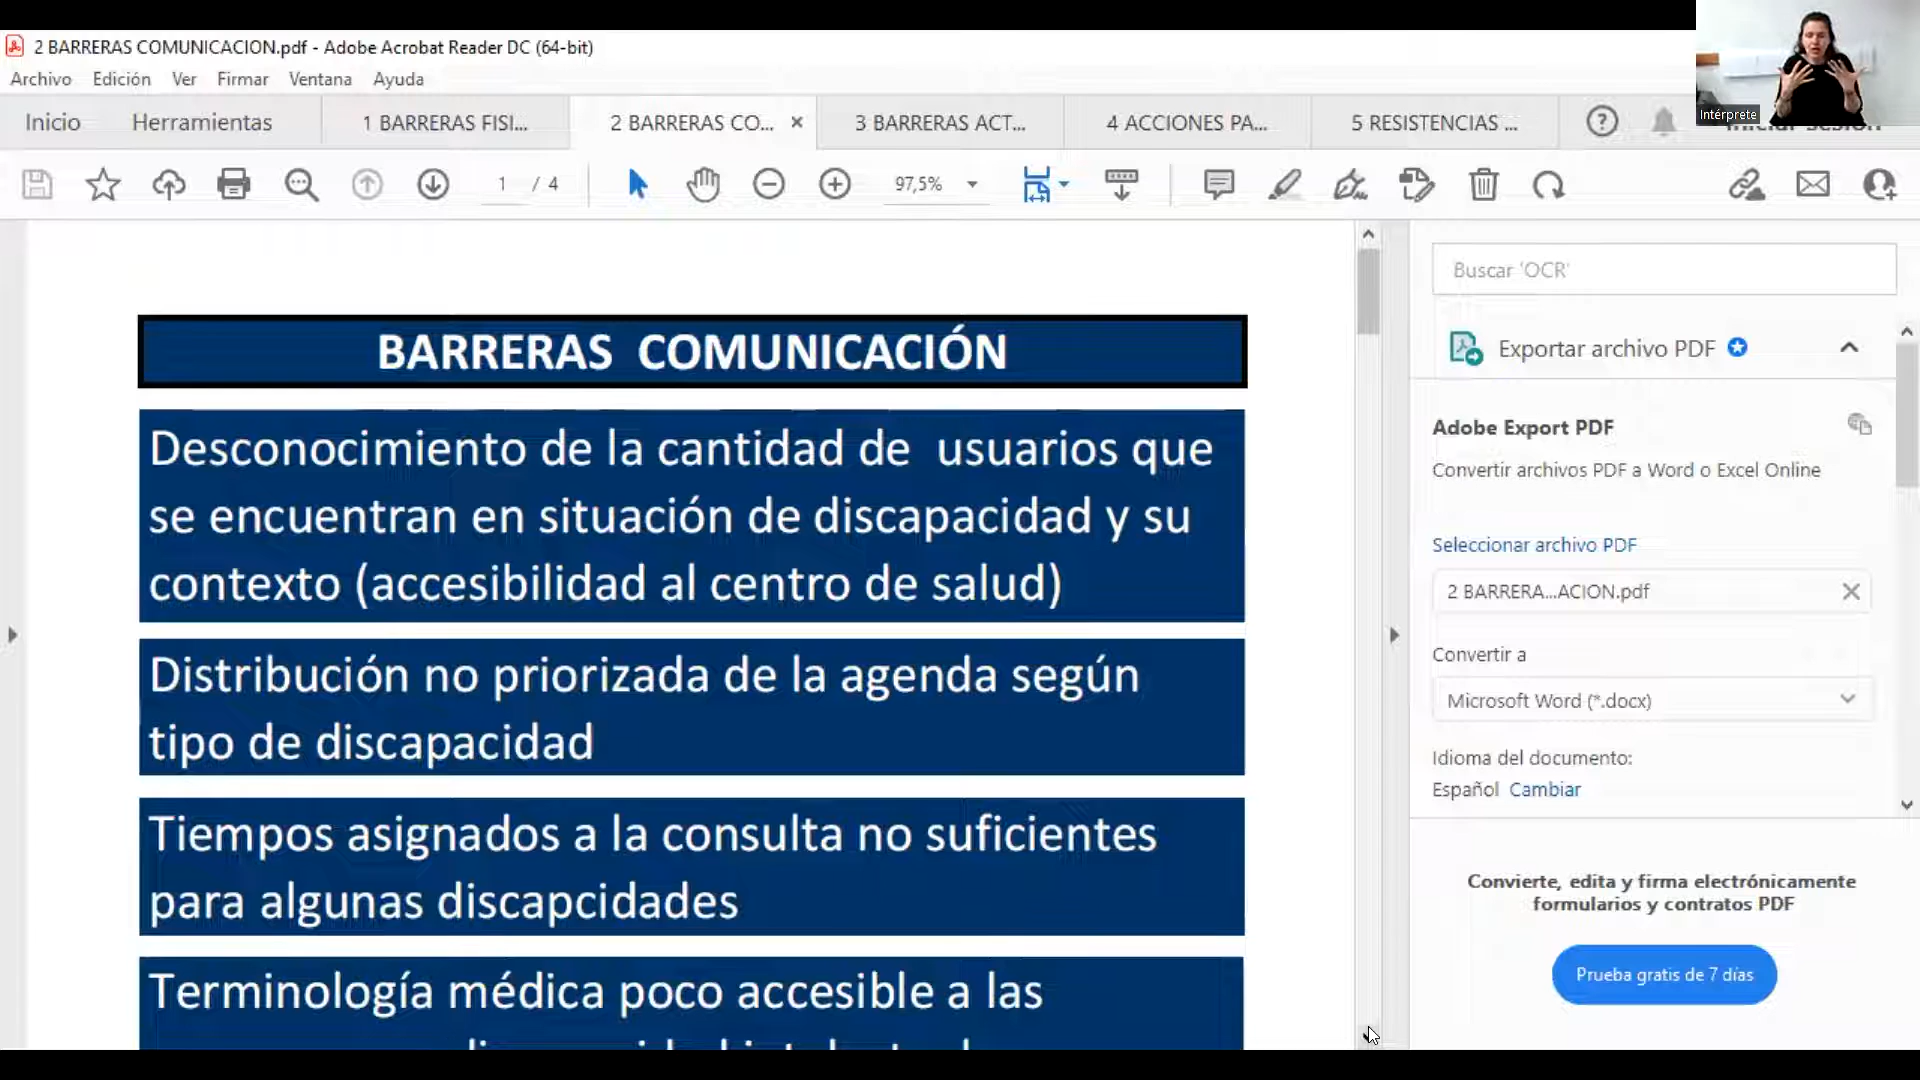 2 BARRERAS COMUNICACION.pdf - Adobe Acrobat Reader DC (64-bit)
Archivo Edición Ver Firmar Ventana Ayuda
Inicio Herramientas 1 BARRERAS FISI... 2 BARRERAS CO... × 3 BARRERAS ACT... 4 ACCIONES PA... 5 RESISTENCIAS ...
Intérprete
1 / 4 97,5%
BARRERAS COMUNICACIÓN
Desconocimiento de la cantidad de usuarios que
se encuentran en situación de discapacidad y su
contexto (accesibilidad al centro de salud)
Distribución no priorizada de la agenda según
tipo de discapacidad
Tiempos asignados a la consulta no suficientes
para algunas discapcidades
Terminología médica poco accesible a las
Buscar 'OCR'
Exportar archivo PDF
Adobe Export PDF
Convertir archivos PDF a Word o Excel Online
Seleccionar archivo PDF
2 BARRERA...ACION.pdf
Convertir a
Microsoft Word (*.docx)
Idioma del documento:
Español Cambiar
Convierte, edita y firma electrónicamente
formularios y contratos PDF
Prueba gratis de 7 días